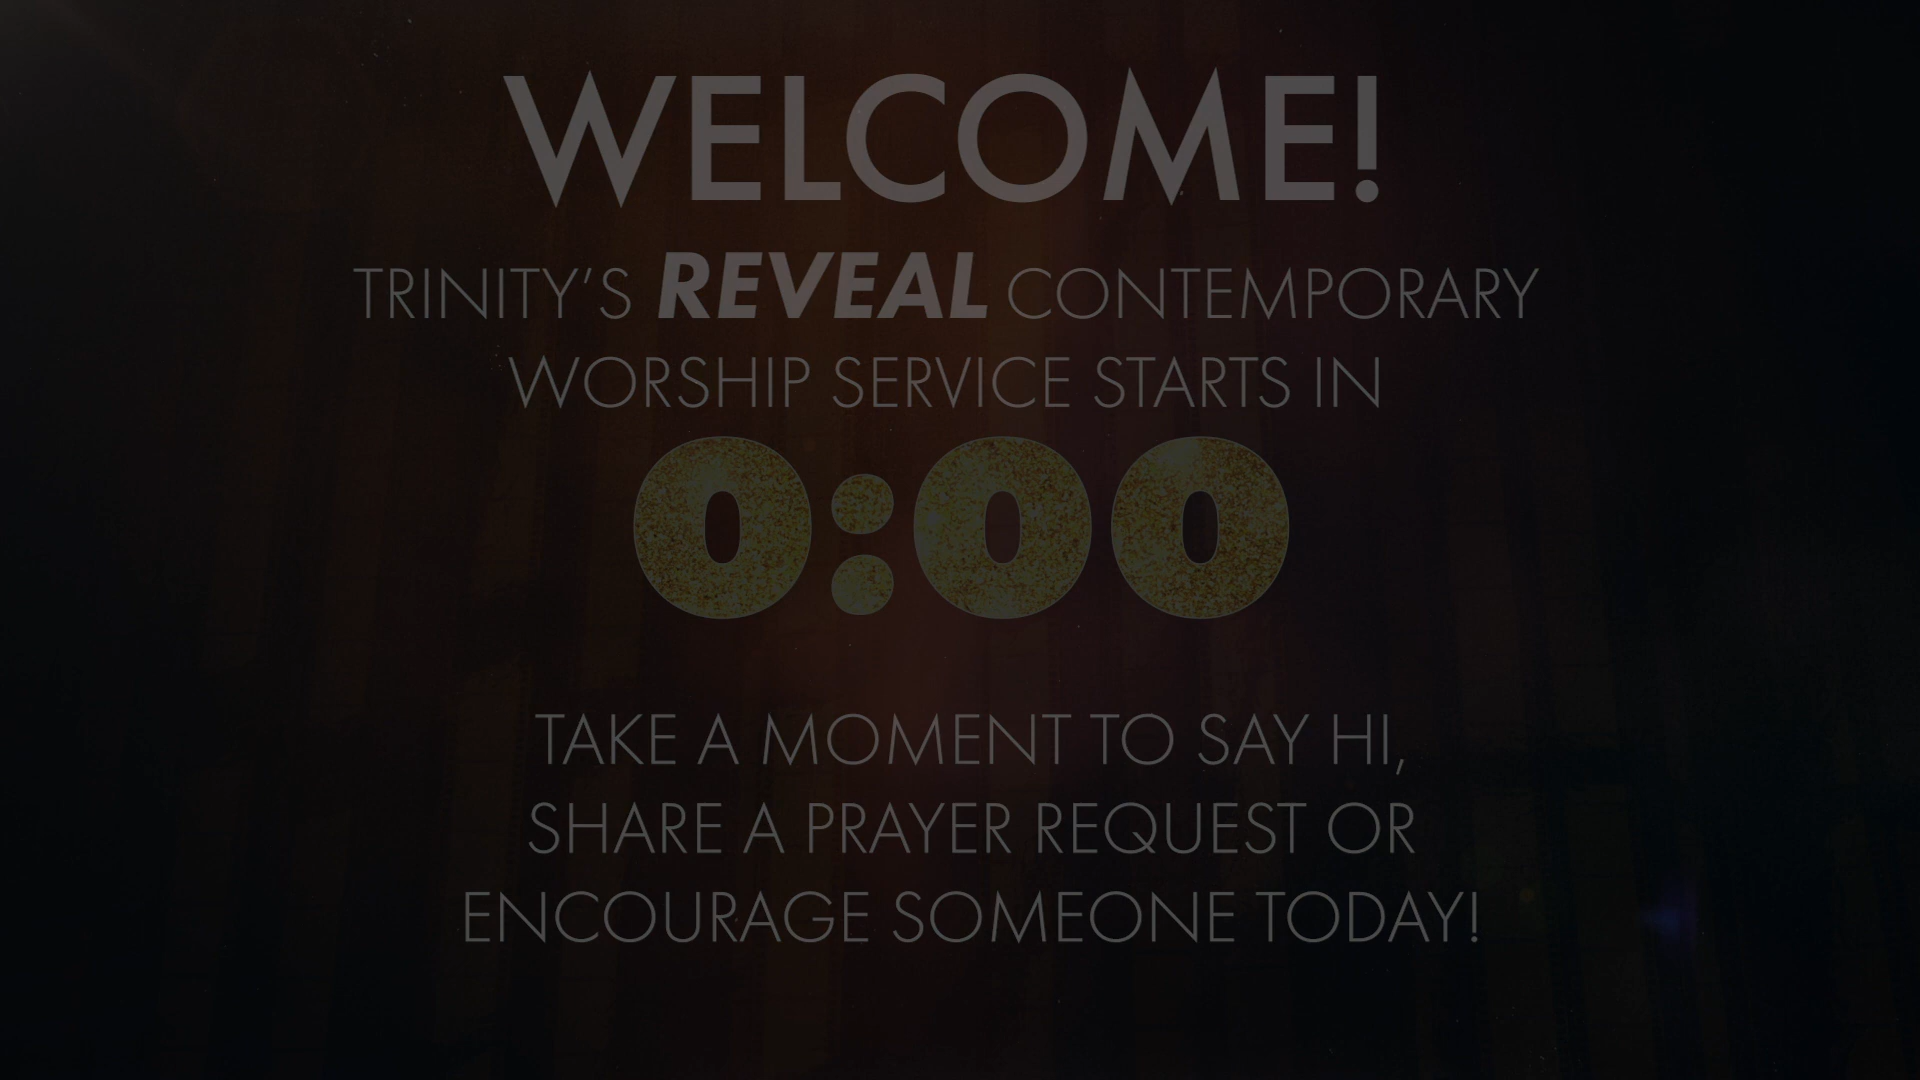 WELCOME!
TRINITY’S REVEAL CONTEMPORARY
WORSHIP SERVICE STARTS IN
0:00
TAKE A MOMENT TO SAY HI,
SHARE A PRAYER REQUEST OR
ENCOURAGE SOMEONE TODAY!